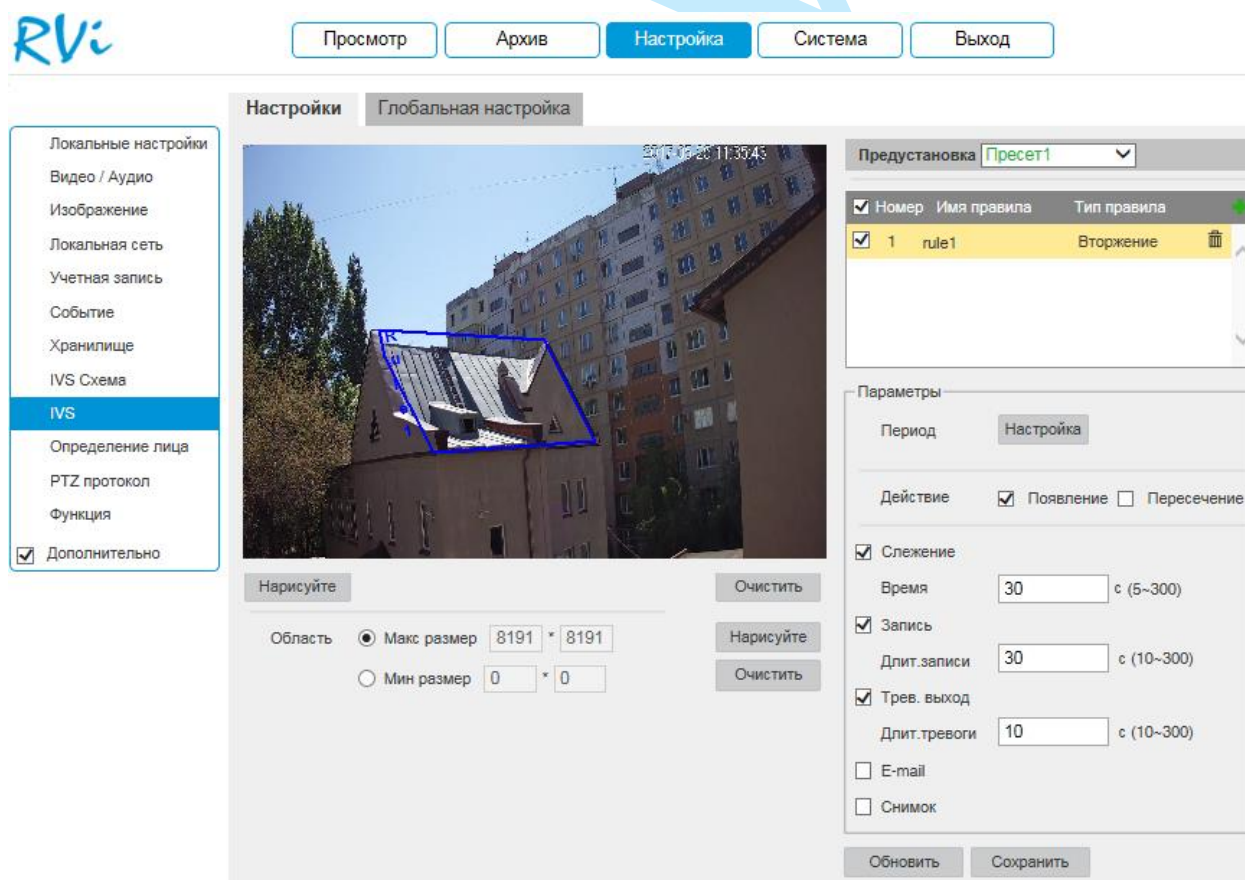 RVi
Просмотр Архив Настройка Система Выход
Настройки Глобальная настройка
Локальные настройки
Видео / Аудио
Изображение
Локальная сеть
Учетная запись
Событие
Хранилище
IVS Схема
IVS
Определение лица
PTZ протокол
Функция
Дополнительно
R
u
l
e
1
Нарисуйте Очистить
Область Макс размер 8191 * 8191 Нарисуйте
Мин размер 0 * 0 Очистить
Предустановка Пресет1
Номер Имя правила Тип правила
1 rule1 Вторжение
Параметры
Период Настройка
Действие Появление Пересечение
Слежение
Время 30 с (5~300)
Запись
Длит.записи 30 с (10~300)
Трев. выход
Длит.тревоги 10 с (10~300)
E-mail
Снимок
Обновить Сохранить